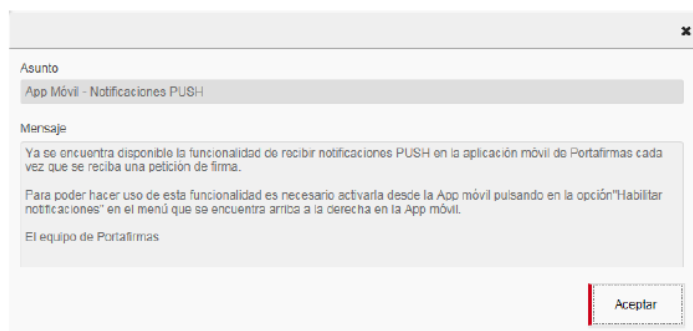 Asunto
App Móvil - Notificaciones PUSH
Mensaje
Ya se encuentra disponible la funcionalidad de recibir notificaciones PUSH en la aplicación móvil de Portafirmas cada
vez que se reciba una petición de firma.
Para poder hacer uso de esta funcionalidad es necesario activarla desde la App móvil pulsando en la opción"Habilitar
notificaciones" en el menú que se encuentra arriba a la derecha en la App móvil.
El equipo de Portafirmas
Aceptar